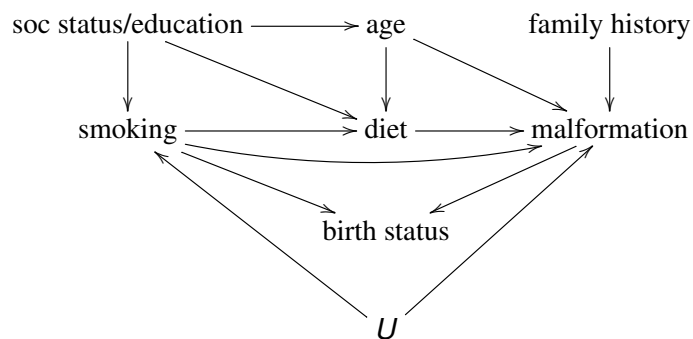 soc status/education age family history
smoking diet malformation
birth status
U